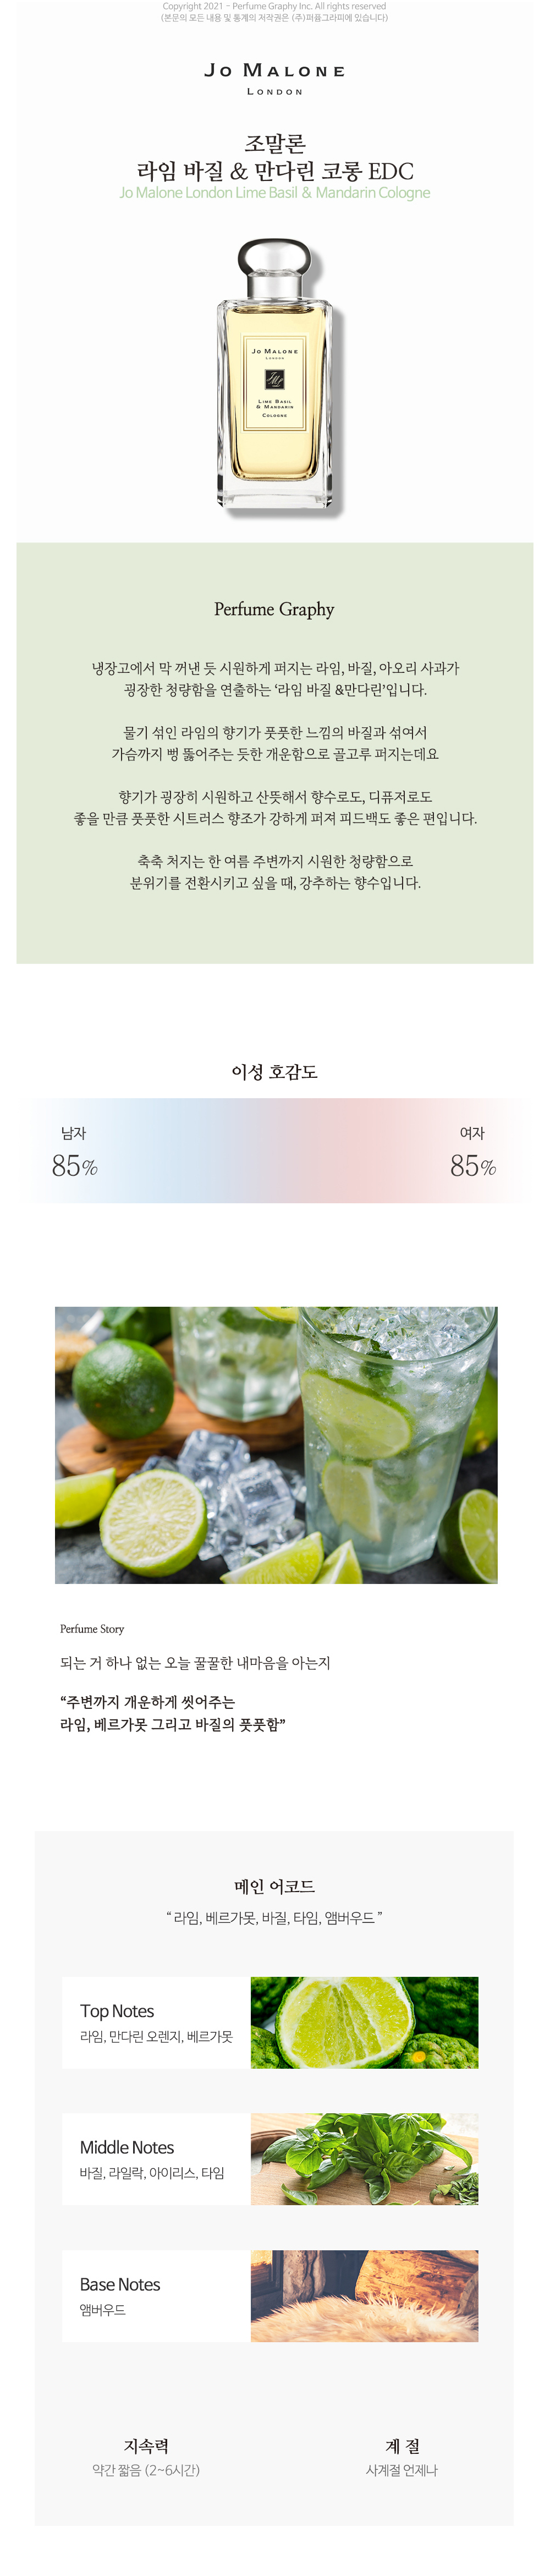 Copyright 2021 - Perfume Graphy Inc. All rights reserved
(본문의 모든 내용 및 통계의 저작권은 (주)퍼퓸그라피에 있습니다)
JO MALONE
LONDON
조말론
라임 바질 & 만다린 코롱 EDC
Jo Malone London Lime Basil & Mandarin Cologne
JO MALONE
LONDON
LIME BASIL
& MANDARIN
COLOGNE
Perfume Graphy
냉장고에서 막 꺼낸 듯 시원하게 퍼지는 라임, 바질, 아오리 사과가
굉장한 청량함을 연출하는 ‘라임 바질 &만다린’입니다.
물기 섞인 라임의 향기가 풋풋한 느낌의 바질과 섞여서
가슴까지 뻥 뚫어주는 듯한 개운함으로 골고루 퍼지는데요
향기가 굉장히 시원하고 산뜻해서 향수로도, 디퓨저로도
좋을 만큼 풋풋한 시트러스 향조가 강하게 퍼져 피드백도 좋은 편입니다.
축축 처지는 한 여름 주변까지 시원한 청량함으로
분위기를 전환시키고 싶을 때, 강추하는 향수입니다.
이성 호감도
남자
여자
85%
85%
Perfume Story
되는 거 하나 없는 오늘 꿀꿀한 내마음을 아는지
“주변까지 개운하게 씻어주는
라임, 베르가못 그리고 바질의 풋풋함”
메인 어코드
“ 라임, 베르가못, 바질, 타임, 앰버우드 ”
Top Notes
라임, 만다린 오렌지, 베르가못
Middle Notes
바질, 라일락, 아이리스, 타임
Base Notes
앰버우드
지속력
계 절
약간 짧음 (2~6시간)
사계절 언제나